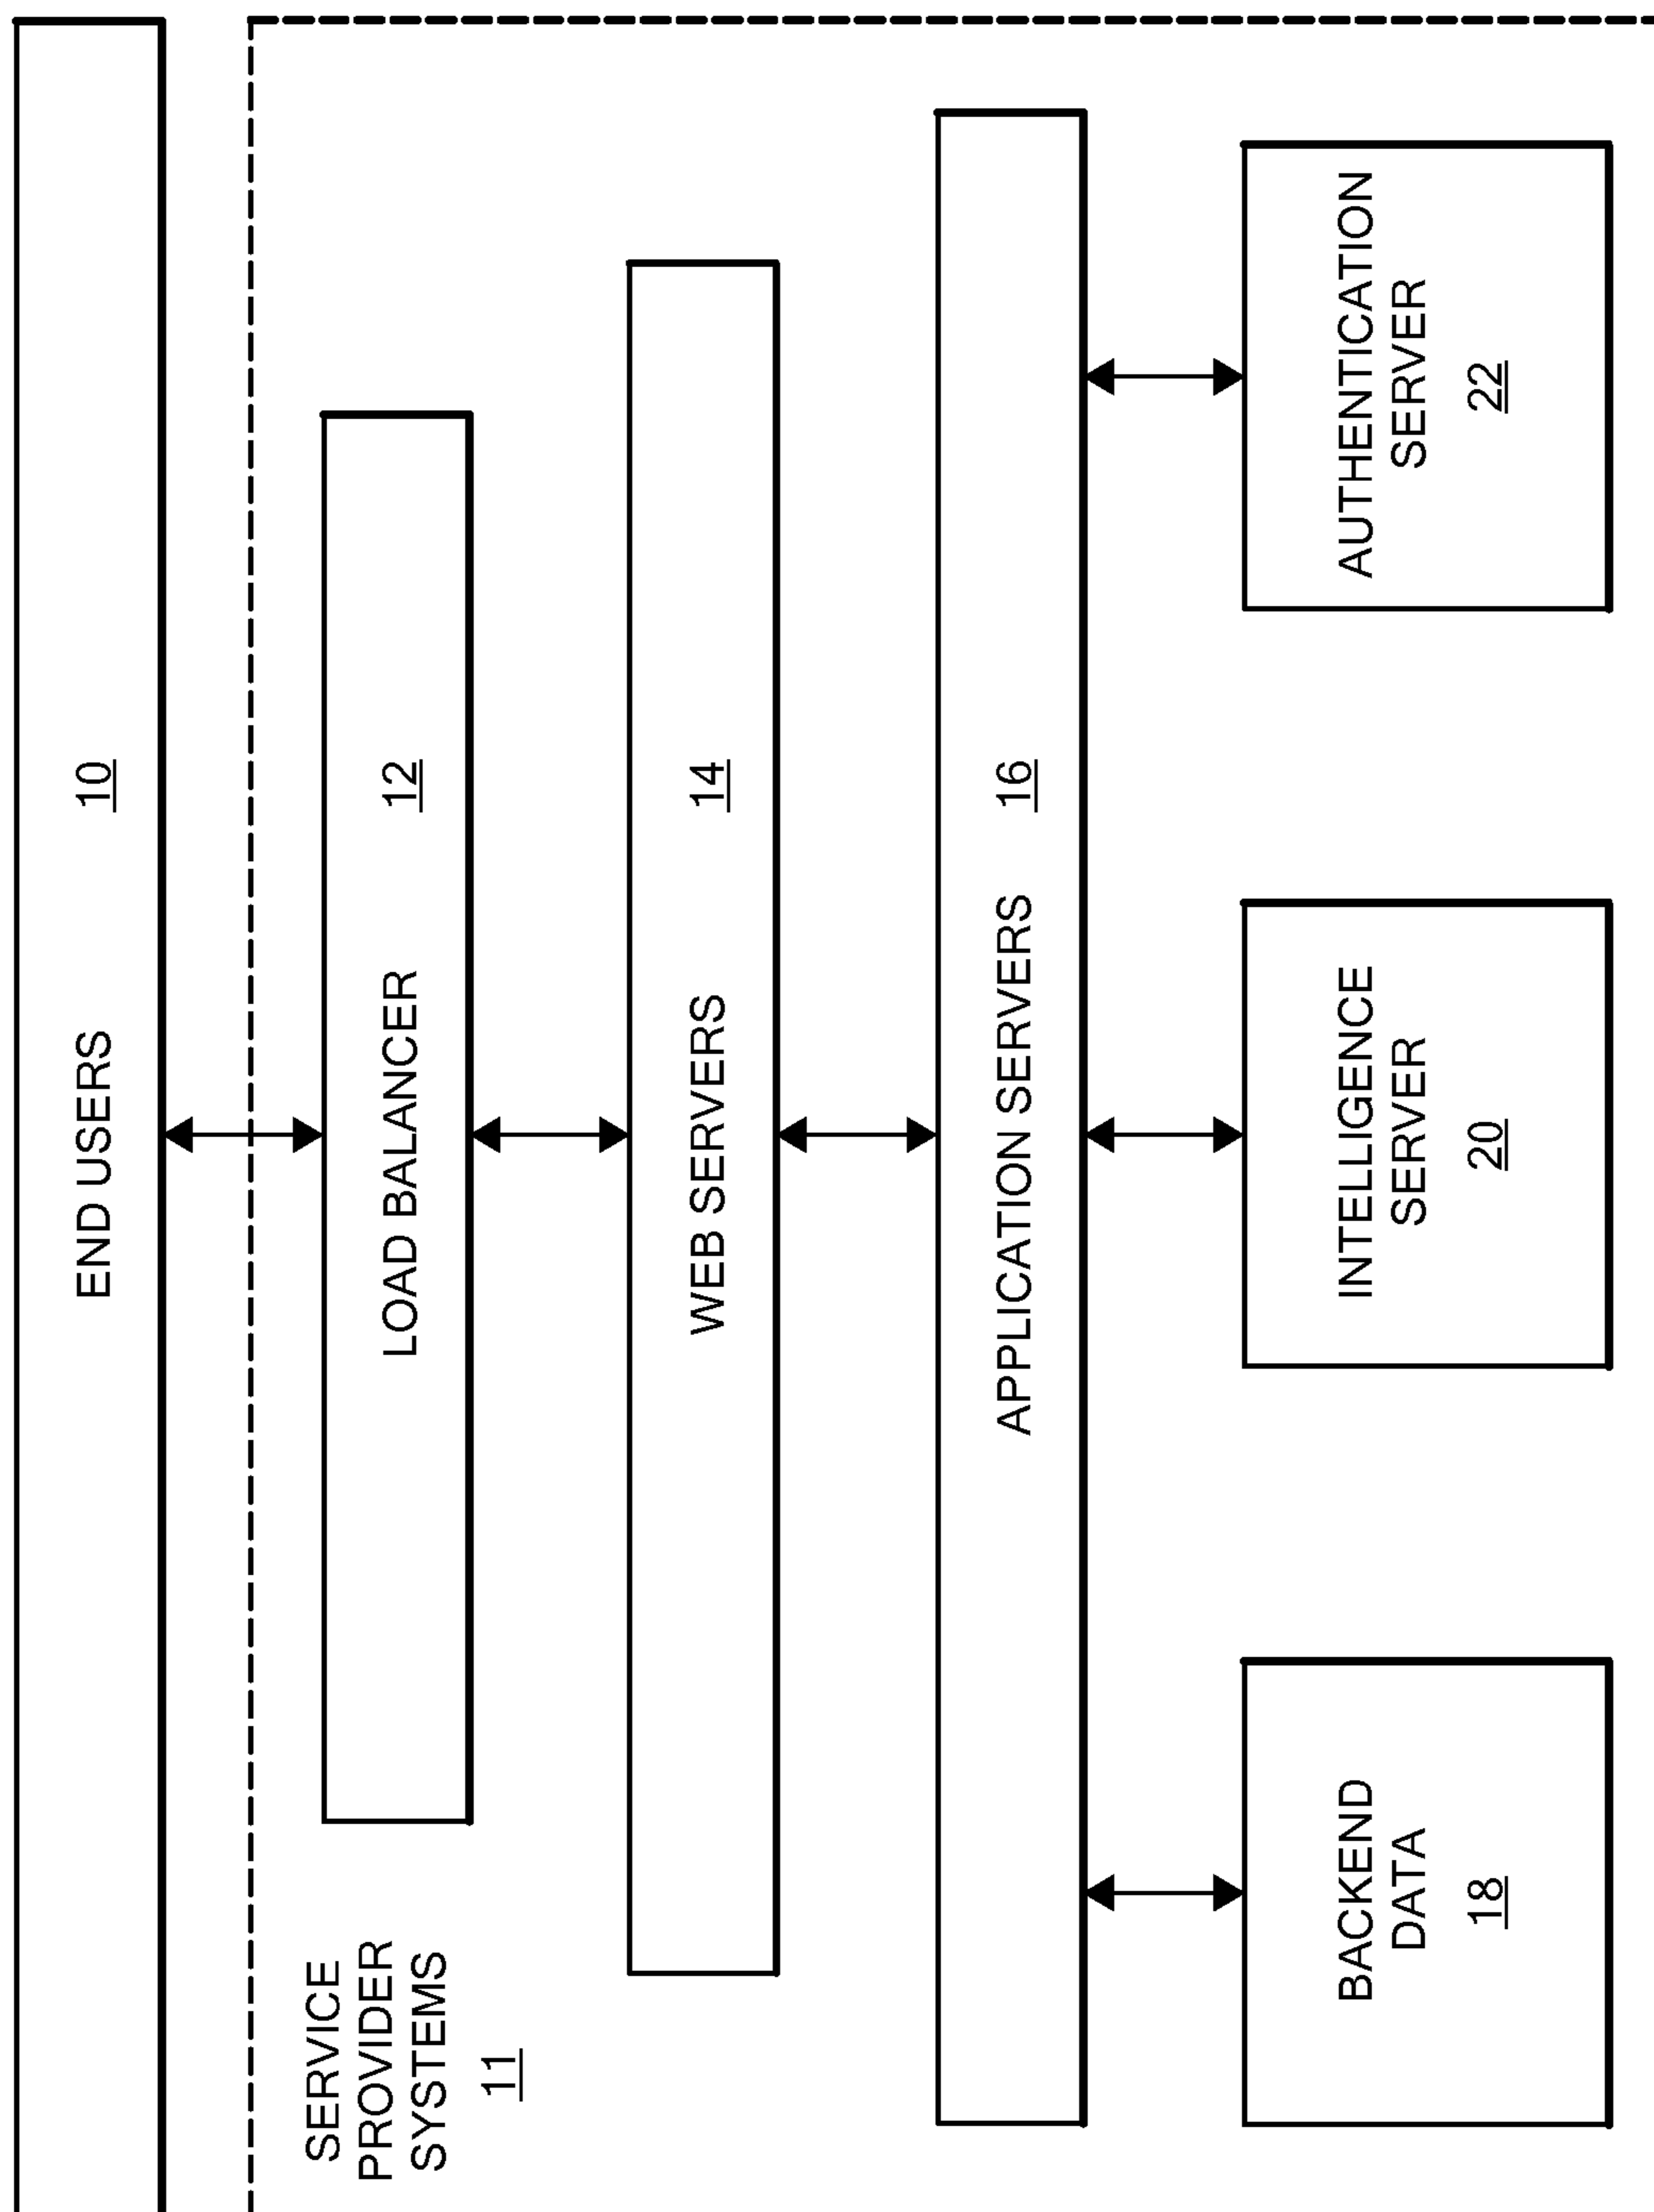 END USERS 10
SERVICE
PROVIDER
SYSTEMS
11
LOAD BALANCER 12
WEB SERVERS 14
APPLICATION SERVERS 16
BACKEND
DATA
18
INTELLIGENCE
SERVER
20
AUTHENTICATION
SERVER
22